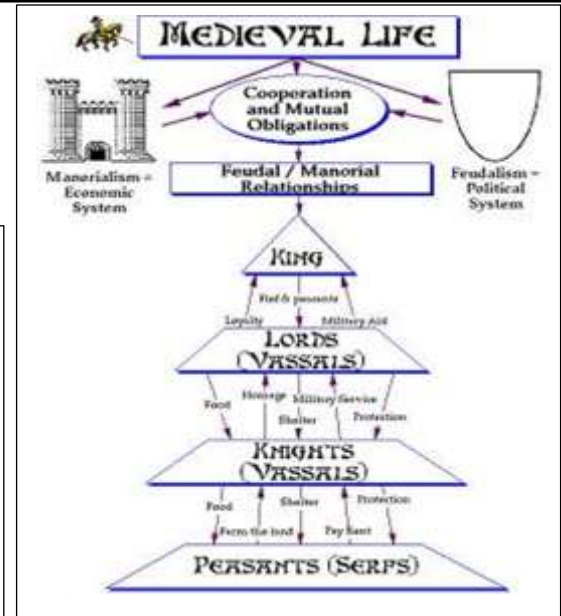 MEDIEVAL LIFE
Cooperation
and Mutual
Obligations
Manorialism =
Economic
System
Feudalism =
Political
System
Feudal / Manorial
Relationships
KING
Fief & peasants
Loyalty
Military Aid
LORDS
(VASSALS)
Food
Homage
Military Service
Shelter
Protection
KNIGHTS
(VASSALS)
Food
Shelter
Protection
Farm the land
Pay Rent
PEASANTS (SERFS)